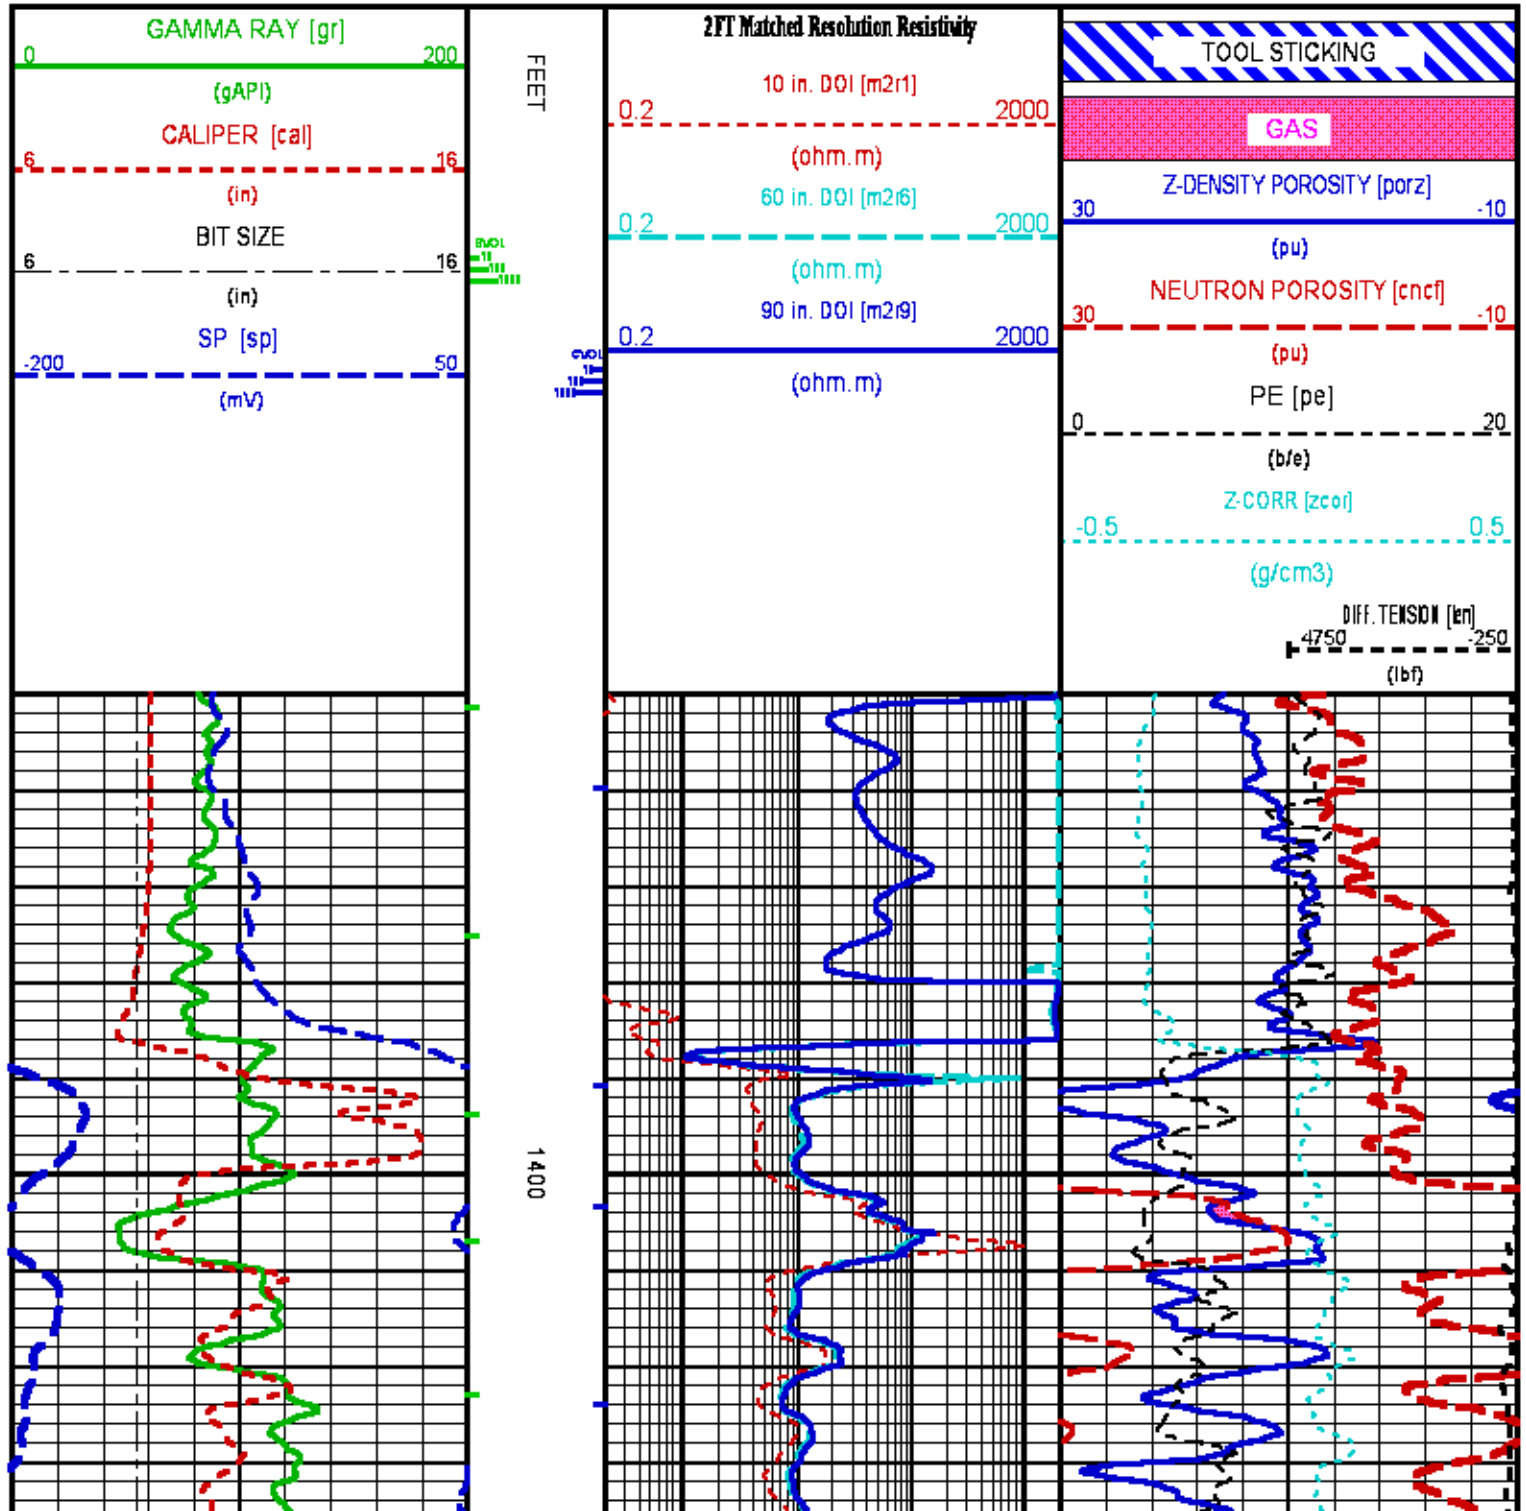 GAMMA RAY [gr]
0 200
(gAPI)
CALIPER [cal]
6 16
(in)
BIT SIZE
6 16
(in)
SP [sp]
-200 50
(mV)
FEET
BVOL
2FT Matched Resolution Resistivity
10 in. DOI [m2r1]
0.2 2000
(ohm.m)
60 in. DOI [m2r6]
0.2 2000
(ohm.m)
90 in. DOI [m2r9]
0.2 2000
(ohm.m)
TOOL STICKING
GAS
Z-DENSITY POROSITY [porz]
30 -10
(pu)
NEUTRON POROSITY [cncf]
30 -10
(pu)
PE [pe]
0 20
(b/e)
Z-CORR [zcor]
-0.5 0.5
(g/cm3)
DIFF. TENSION [ten]
4750 -250
(lbf)
1400